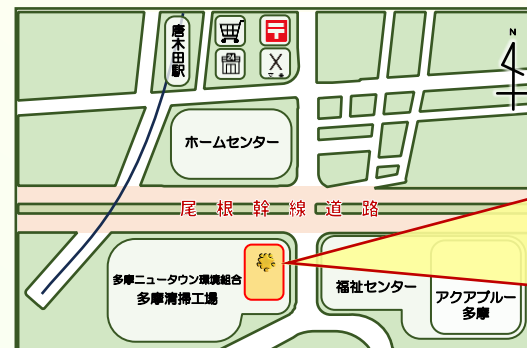 唐木田駅
N
ホームセンター
尾根幹線道路
多摩ニュータウン環境組合
多摩清掃工場
福祉センター
アクアブルー
多摩